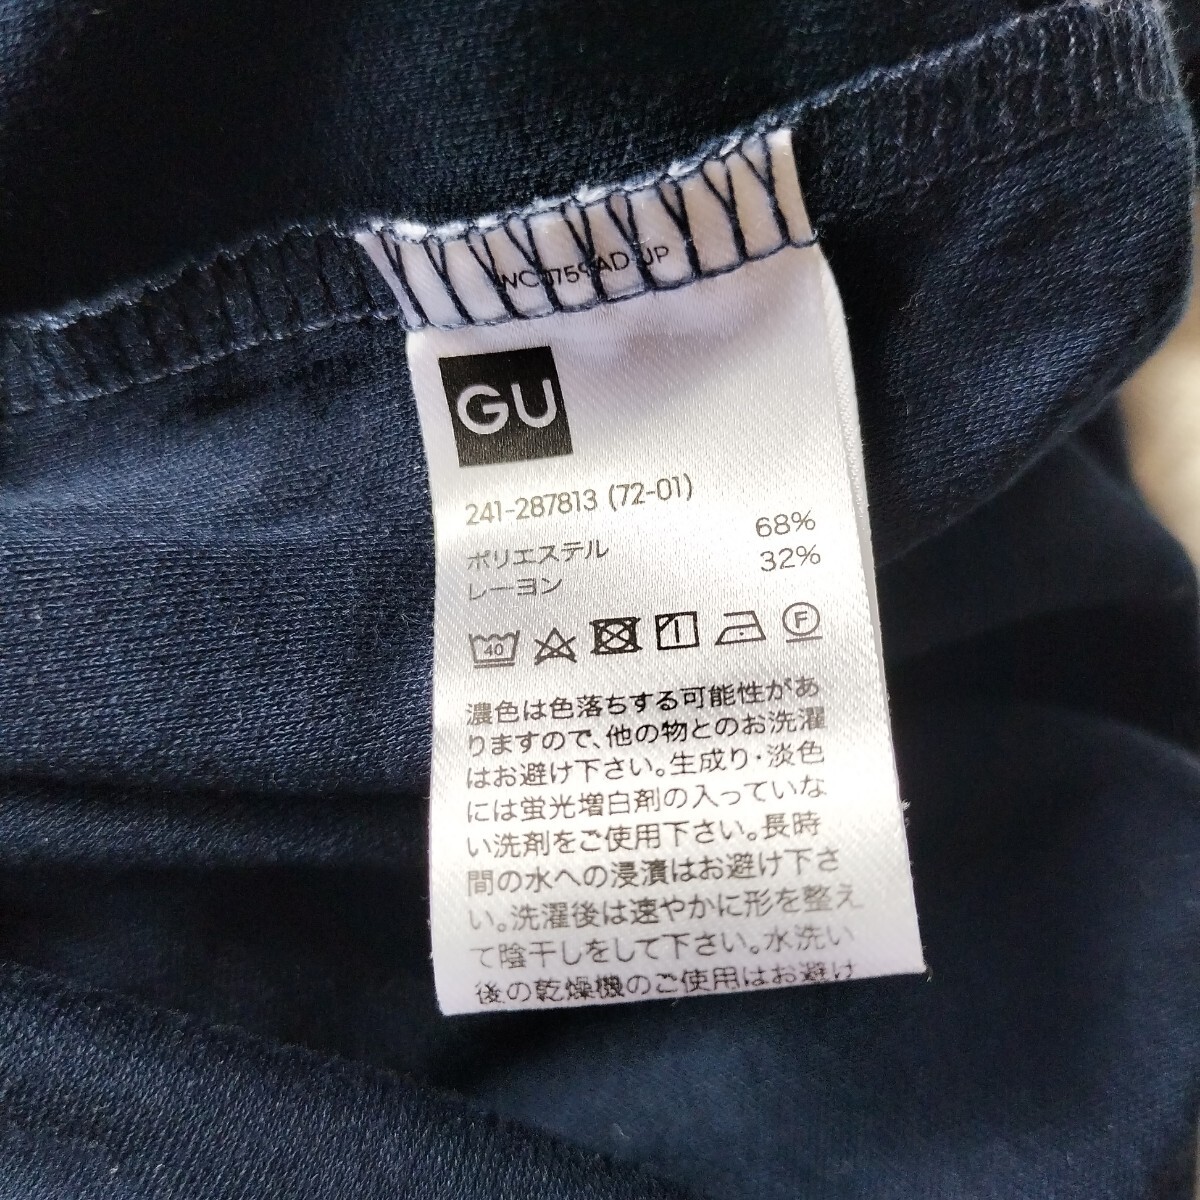 GU
241-287813 (72-01)
ポリエステル 68%
レーヨン 32%
40 F
濃色は色落ちする可能性があ
りますので、他の物とのお洗濯
はお避け下さい。生成り・淡色
には蛍光増白剤の入っていな
い洗剤をご使用下さい。長時
間の水への浸漬はお避け下さ
い。洗濯後は速やかに形を整え
て陰干しをして下さい。水洗い
後の乾燥機のご使用はお避け